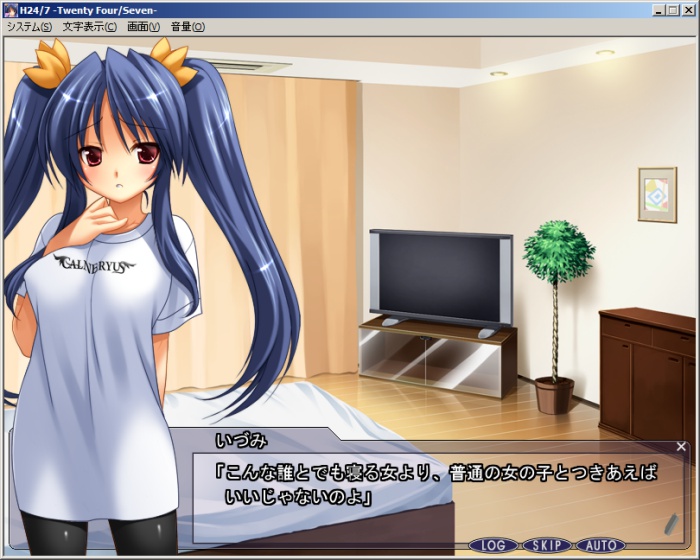 H24/7 -Twenty Four/Seven-
システム(S) 文字表示(C) 画面(V) 音量(O)
GALNERYUS
いづみ
「こんな誰とでも寝る女より、普通の女の子とつきあえば
いいじゃないのよ」
LOG SKIP AUTO